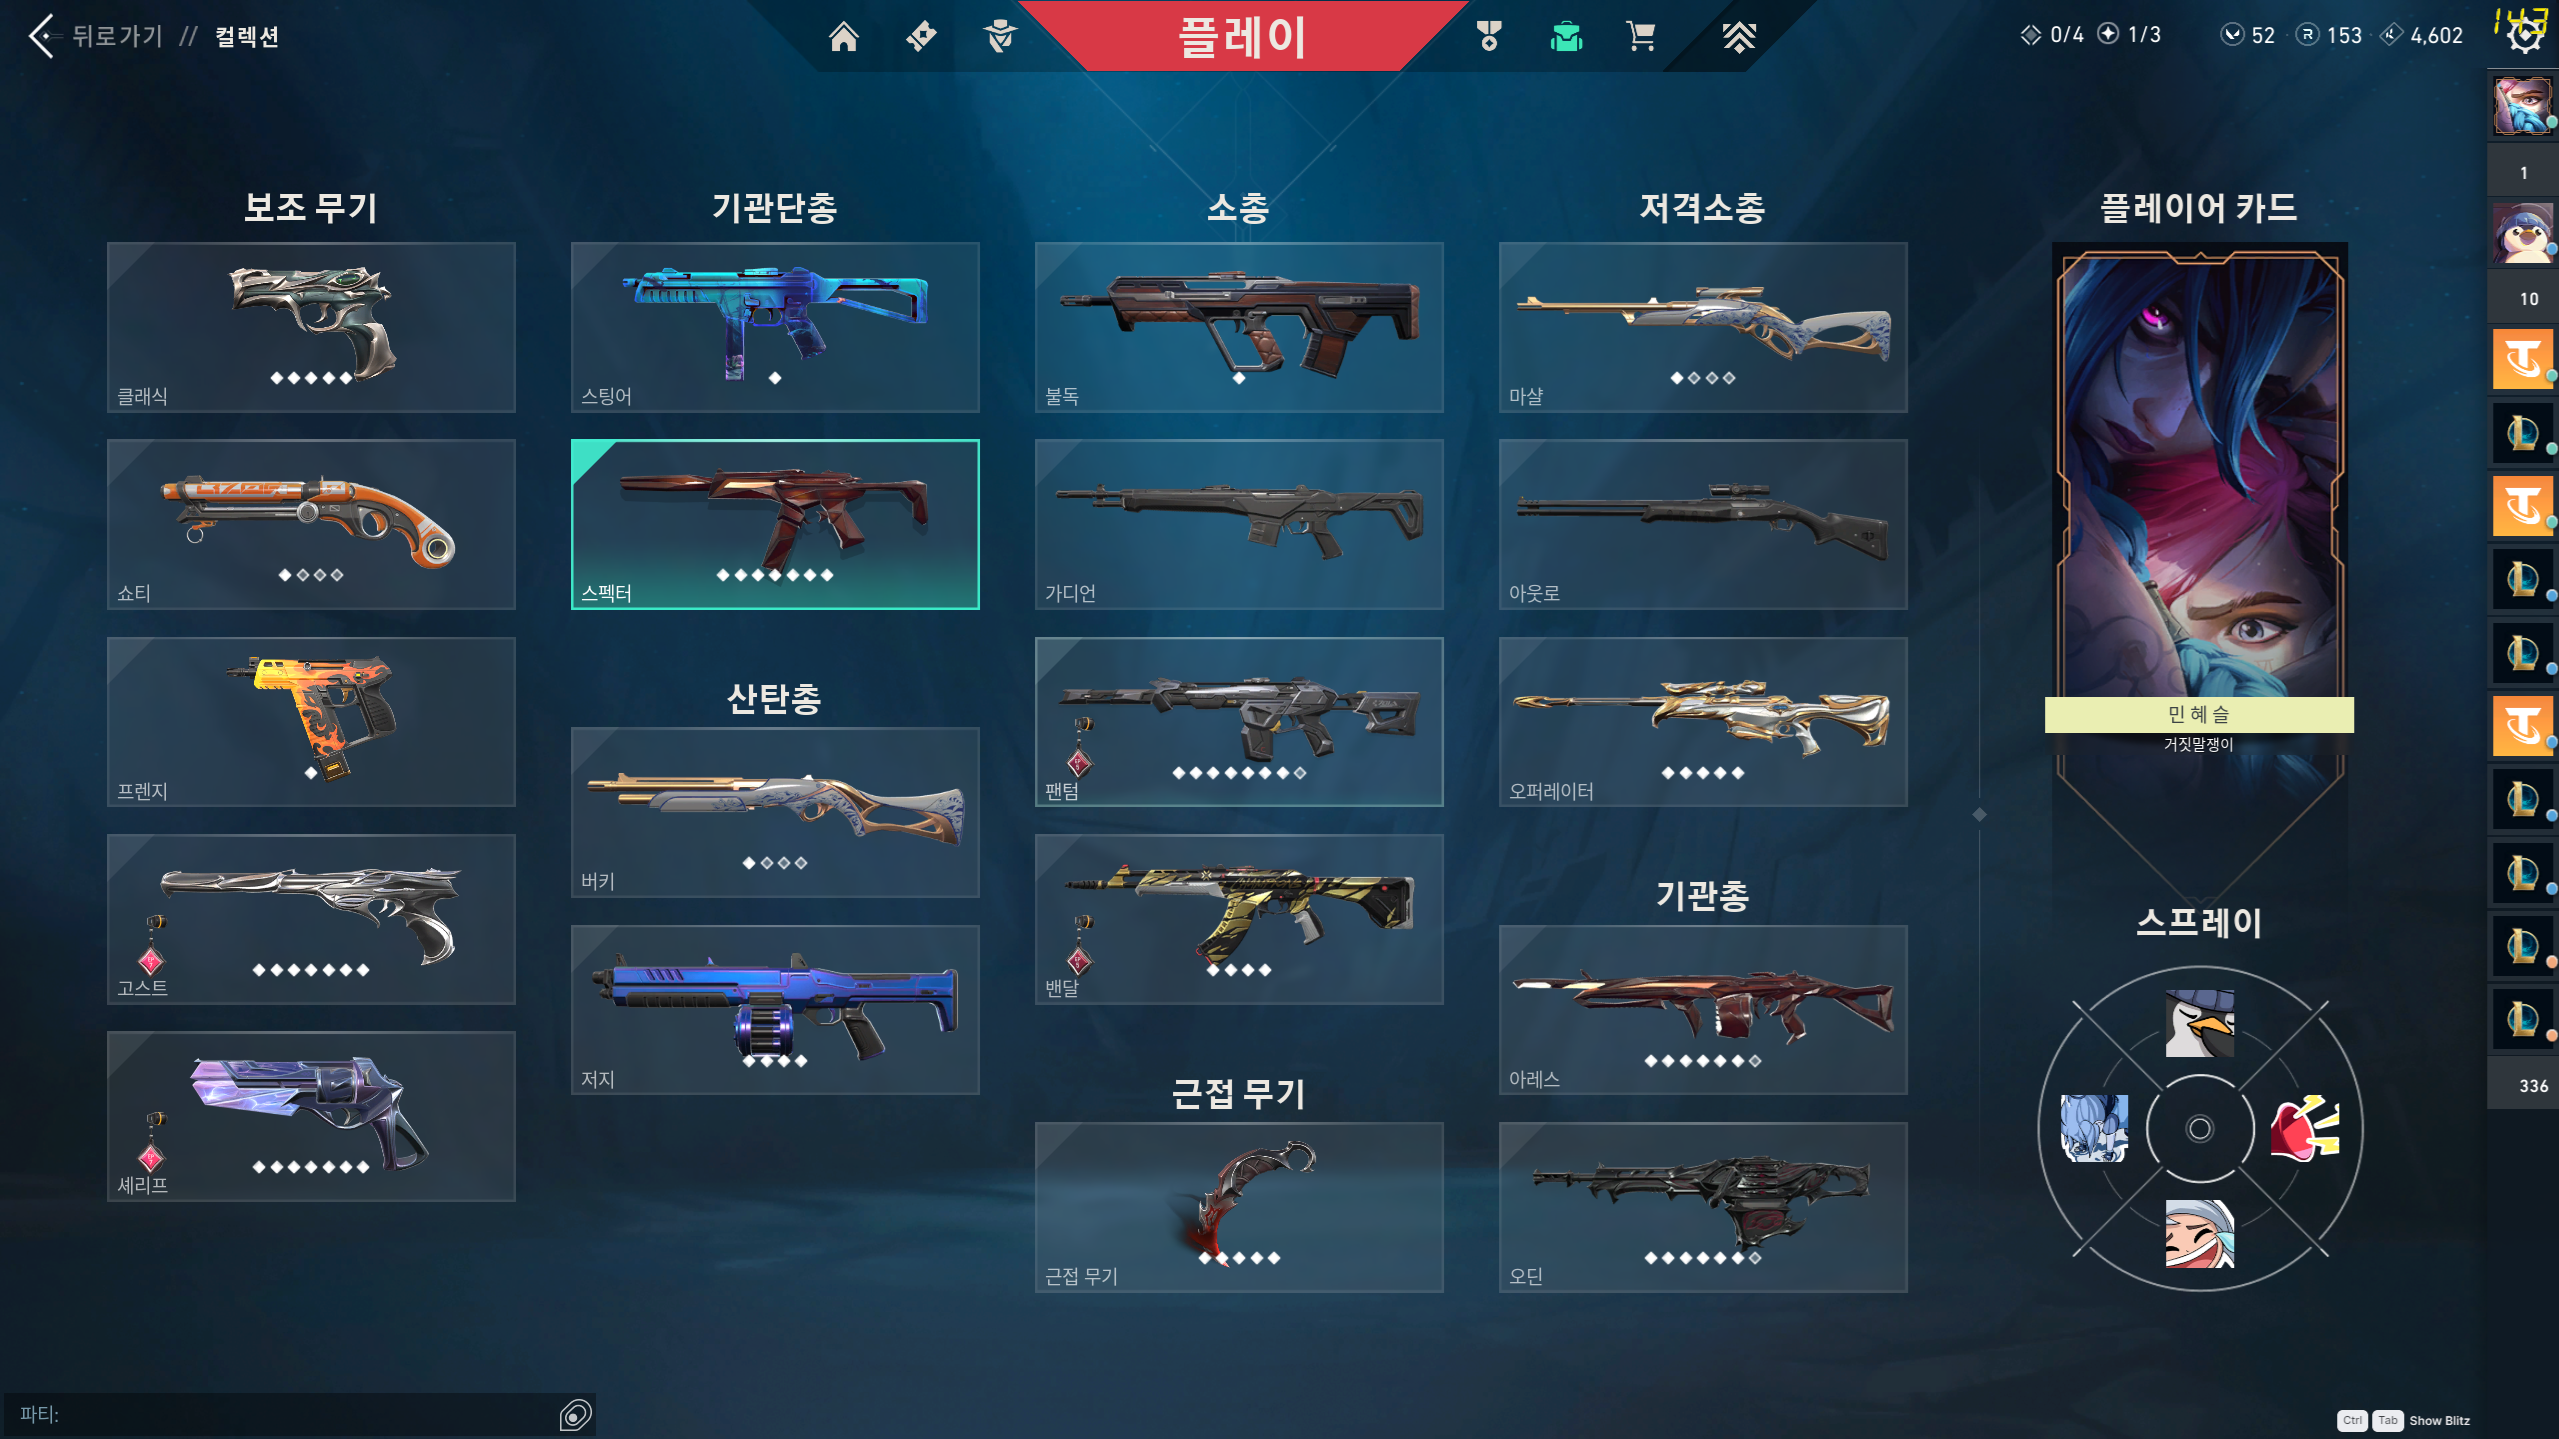 뒤로가기 // 컬렉션
플레이
0/4 1/3 52 153 4,602
143
보조 무기
클래식
쇼티
프렌지
고스트
셰리프
기관단총
스팅어
스펙터
산탄총
버키
저지
소총
불독
가디언
팬텀
밴달
근접 무기
근접 무기
저격소총
마샬
아웃로
오퍼레이터
기관총
아레스
오딘
플레이어 카드
민혜슬
거짓말쟁이
스프레이
1
10
336
파티:
Ctrl Tab Show Blitz